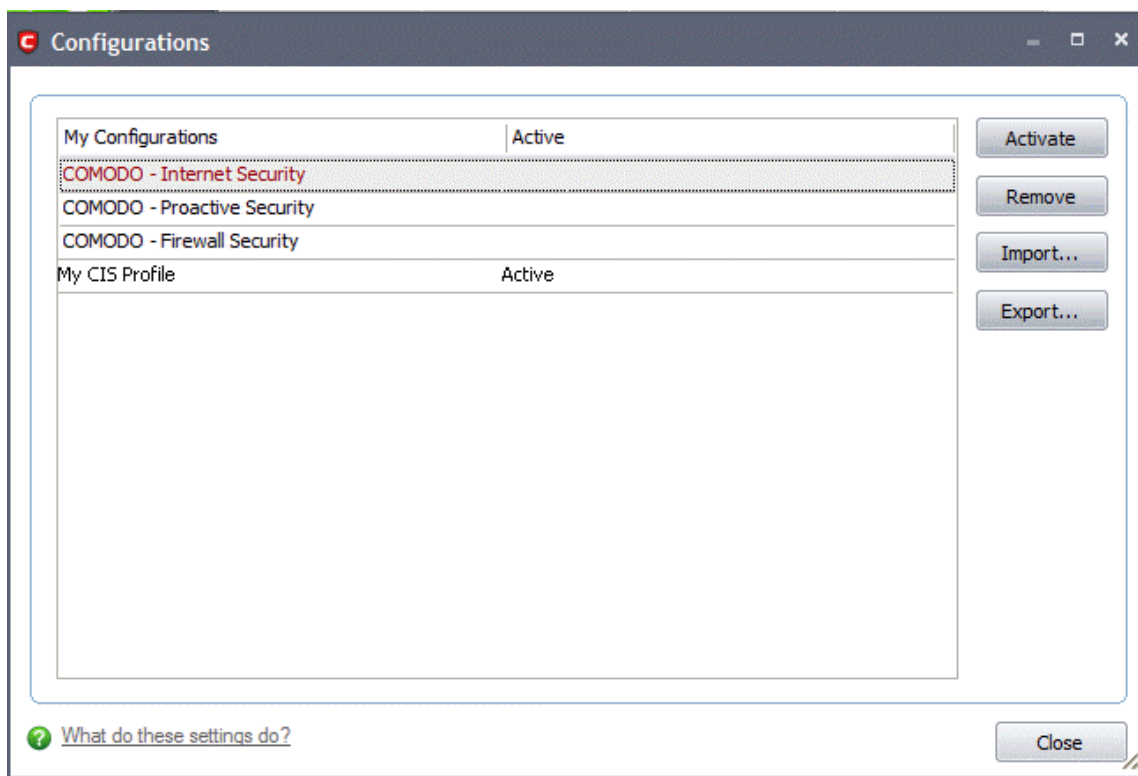 Configurations
My Configurations Active
COMODO - Internet Security
COMODO - Proactive Security
COMODO - Firewall Security
My CIS Profile Active
Activate
Remove
Import...
Export...
What do these settings do?
Close